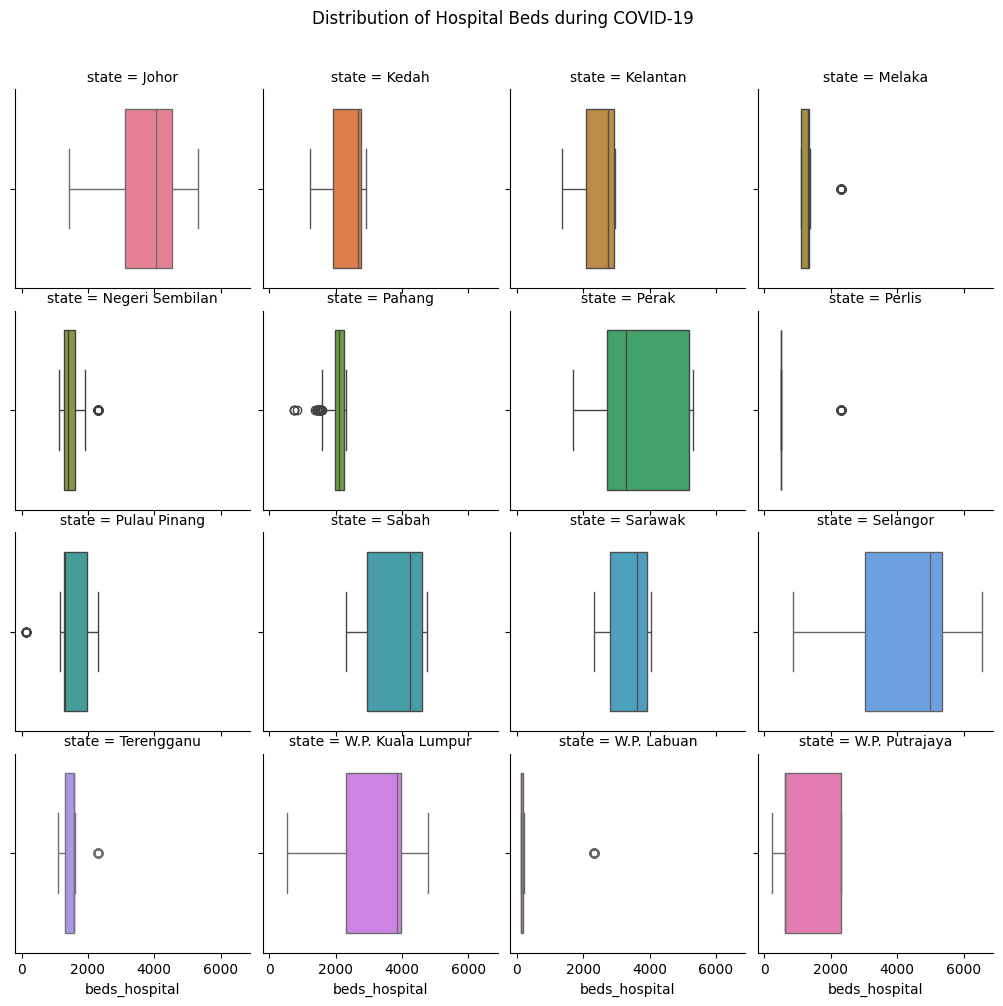 Distribution of Hospital Beds during COVID-19
state = Johor
state = Kedah
state = Kelantan
state = Melaka
state = Negeri Sembilan
state = Pahang
state = Perak
state = Perlis
state = Pulau Pinang
state = Sabah
state = Sarawak
state = Selangor
state = Terengganu
state = W.P. Kuala Lumpur
state = W.P. Labuan
state = W.P. Putrajaya
0 2000 4000 6000
0 2000 4000 6000
0 2000 4000 6000
0 2000 4000 6000
beds_hospital
beds_hospital
beds_hospital
beds_hospital